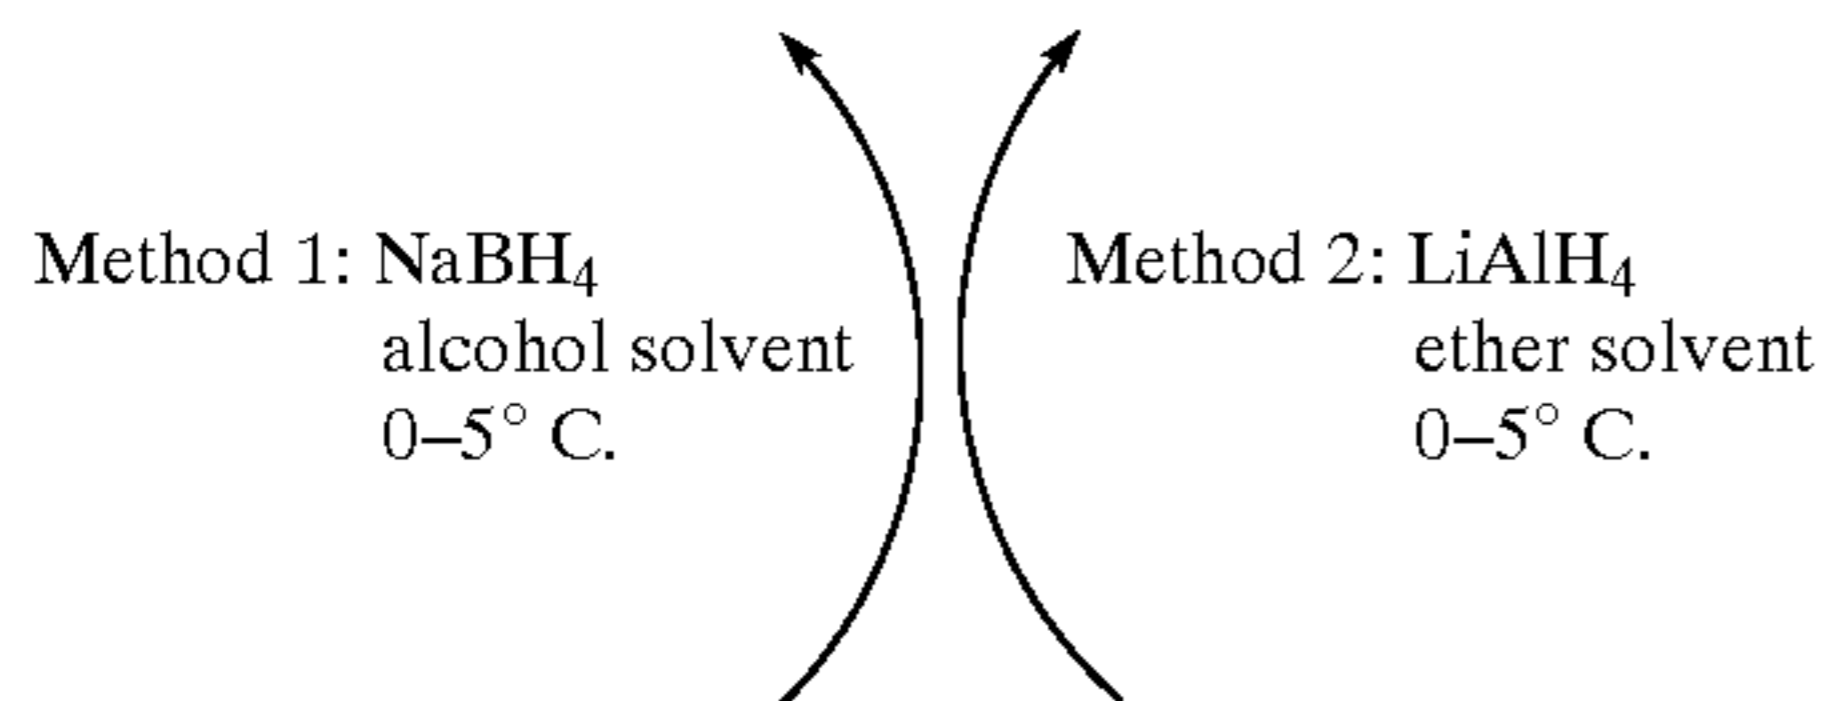 Method 1: NaBH₄
alcohol solvent
0–5° C.
Method 2: LiAlH₄
ether solvent
0–5° C.